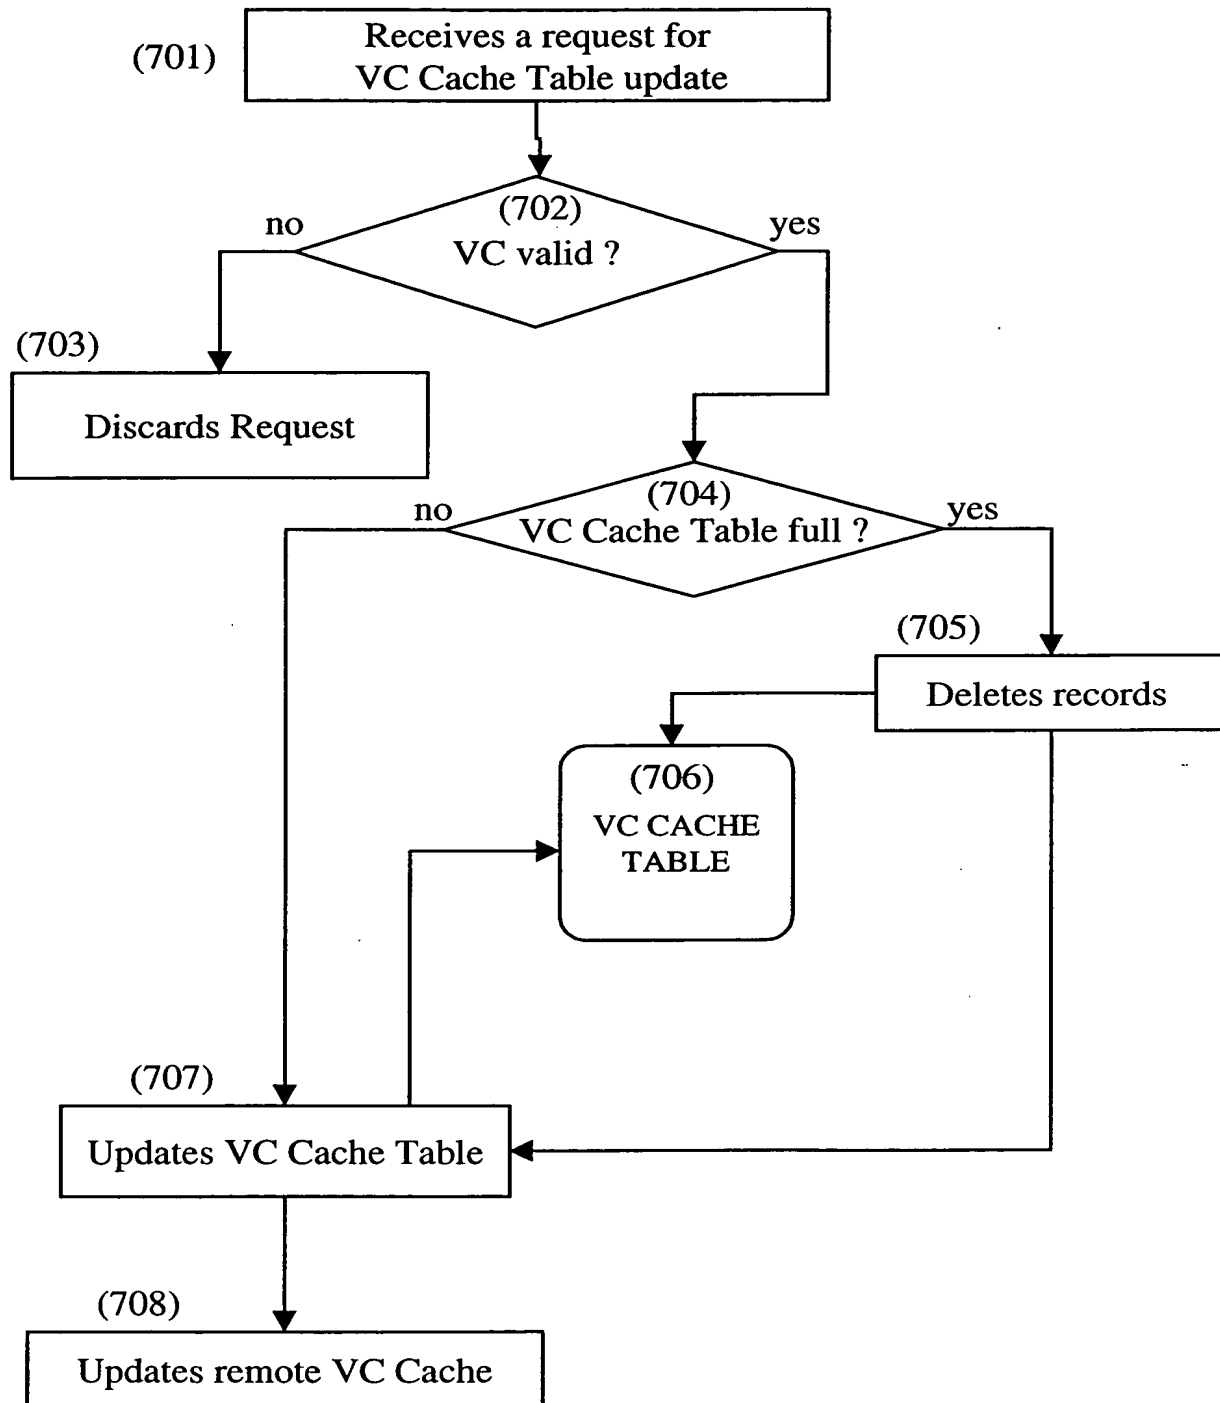 (701)
Receives a request for
VC Cache Table update
(702)
no
yes
VC valid ?
(703)
Discards Request
(704)
no
yes
VC Cache Table full ?
(705)
Deletes records
(706)
VC CACHE
TABLE
(707)
Updates VC Cache Table
(708)
Updates remote VC Cache